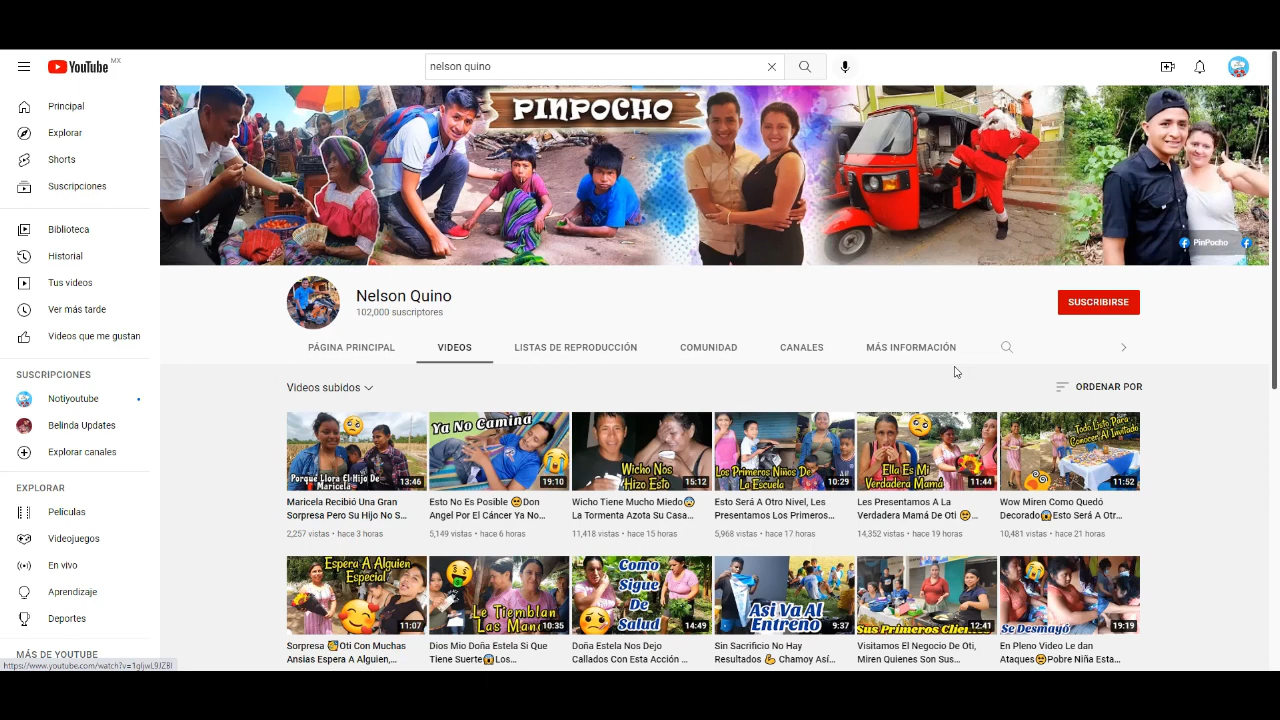 YouTube MX
nelson quino
Principal
Explorar
Shorts
Suscripciones
Biblioteca
Historial
Tus videos
Ver más tarde
Videos que me gustan
SUSCRIPCIONES
Notiyoutube
Belinda Updates
Explorar canales
EXPLORAR
Películas
Videojuegos
En vivo
Aprendizaje
Deportes
MÁS DE YOUTUBE
https://www.youtube.com/watch?v=1gljwL9JZBI
PINPOCHO
PinPocho
Nelson Quino
102,000 suscriptores
SUSCRIBIRSE
PÁGINA PRINCIPAL
VIDEOS
LISTAS DE REPRODUCCIÓN
COMUNIDAD
CANALES
MÁS INFORMACIÓN
Videos subidos
ORDENAR POR
Porqué Llora El Hijo De Maricela
13:46
Maricela Recibió Una Gran
Sorpresa Pero Su Hijo No S...
2,257 vistas • hace 3 horas
Ya No Camina
19:10
Esto No Es Posible 🥺Don
Angel Por El Cáncer Ya No...
5,149 vistas • hace 6 horas
Wicho Nos
Hizo Esto
15:12
Wicho Tiene Mucho Miedo😨
La Tormenta Azota Su Casa...
11,418 vistas • hace 15 horas
Los Primeros Niños De
La Escuela
10:29
Esto Será A Otro Nivel, Les
Presentamos Los Primeros...
5,968 vistas • hace 17 horas
Ella Es Mi
Verdadera Mamá
11:44
Les Presentamos A La
Verdadera Mamá De Oti 🥺...
14,352 vistas • hace 19 horas
Todo Listo Para
Conocer Al Invitado
11:52
Wow Miren Como Quedó
Decorado😱Esto Será A Otr...
10,481 vistas • hace 21 horas
Espera A Alguien
Especial
11:07
Sorpresa 🥳Oti Con Muchas
Ansias Espera A Alguien,...
Le Tiemblan
Las Mano
10:35
Dios Mio Doña Estela Si Que
Tiene Suerte😱Los...
Como
Sigue
De
Salud
14:49
Doña Estela Nos Dejo
Callados Con Esta Acción ...
Asi Va Al
Entreno
9:37
Sin Sacrificio No Hay
Resultados 💪 Chamoy Así...
Sus Primeros Clientes
12:41
Visitamos El Negocio De Oti,
Miren Quienes Son Sus...
Se Desmayó
19:19
En Pleno Video Le dan
Ataques🥺Pobre Niña Esta...